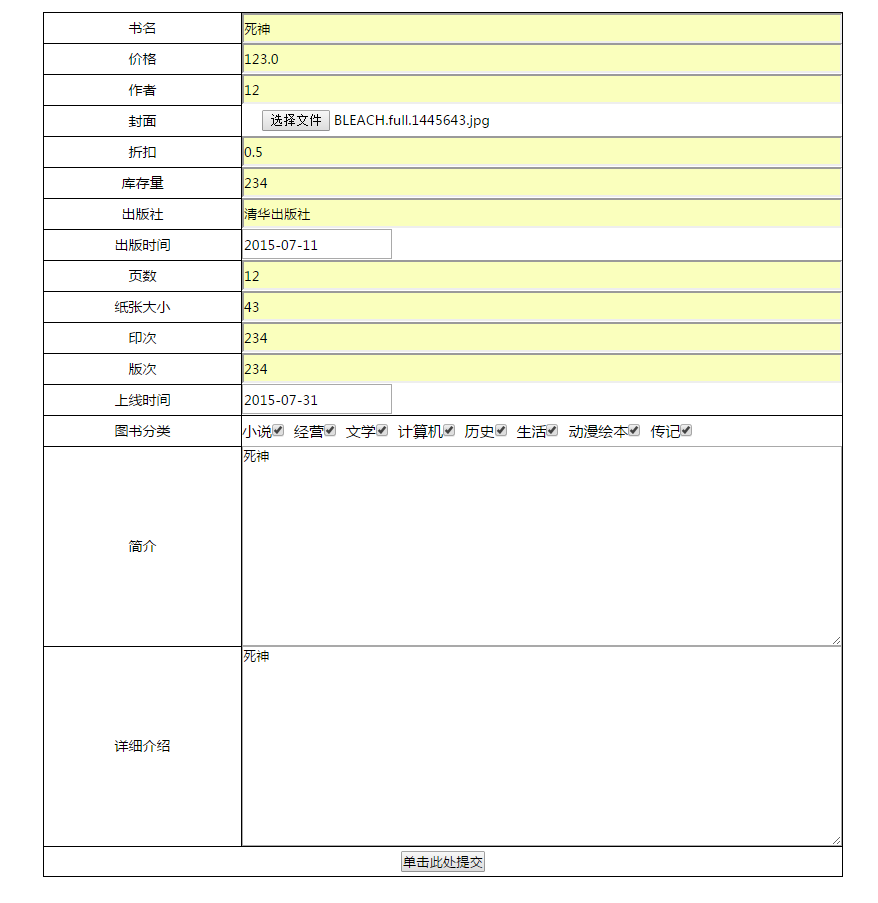 书名 死神
价格 123.0
作者 12
封面 选择文件 BLEACH.full.1445643.jpg
折扣 0.5
库存量 234
出版社 清华出版社
出版时间 2015-07-11
页数 12
纸张大小 43
印次 234
版次 234
上线时间 2015-07-31
图书分类 小说 经营 文学 计算机 历史 生活 动漫绘本 传记
简介 死神
详细介绍 死神
单击此处提交